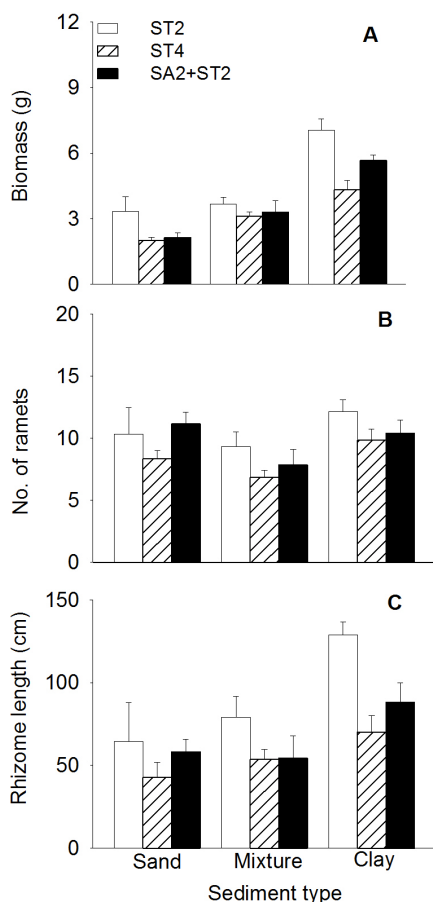 ST2
ST4
SA2+ST2
A
12
9
6
3
0
Biomass (g)
B
20
15
10
5
0
No. of ramets
C
150
100
50
0
Rhizome length (cm)
Sand Mixture Clay
Sediment type